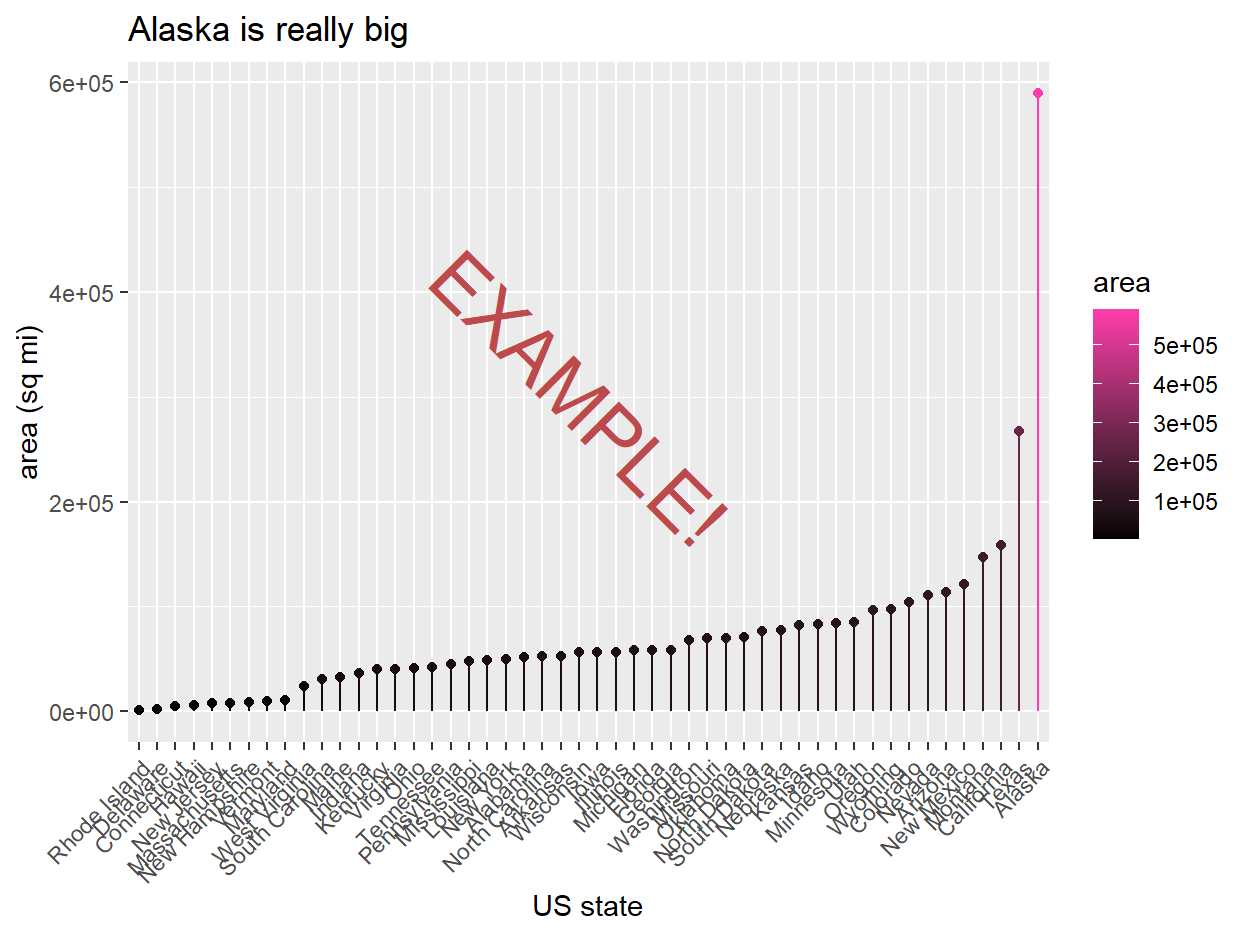 Alaska is really big
6e+05
4e+05
2e+05
0e+00
area (sq mi)
EXAMPLE!
area
5e+05
4e+05
3e+05
2e+05
1e+05
Rhode Island
Delaware
Connecticut
Hawaii
New Jersey
Massachusetts
New Hampshire
Vermont
Maryland
West Virginia
South Carolina
Maine
Indiana
Kentucky
Virginia
Ohio
Tennessee
Pennsylvania
Mississippi
Louisiana
New York
Alabama
North Carolina
Arkansas
Wisconsin
Iowa
Illinois
Michigan
Florida
Georgia
Washington
Missouri
Oklahoma
North Dakota
South Dakota
Nebraska
Kansas
Idaho
Minnesota
Utah
Oregon
Wyoming
Colorado
Nevada
Arizona
New Mexico
Montana
California
Texas
Alaska
US state